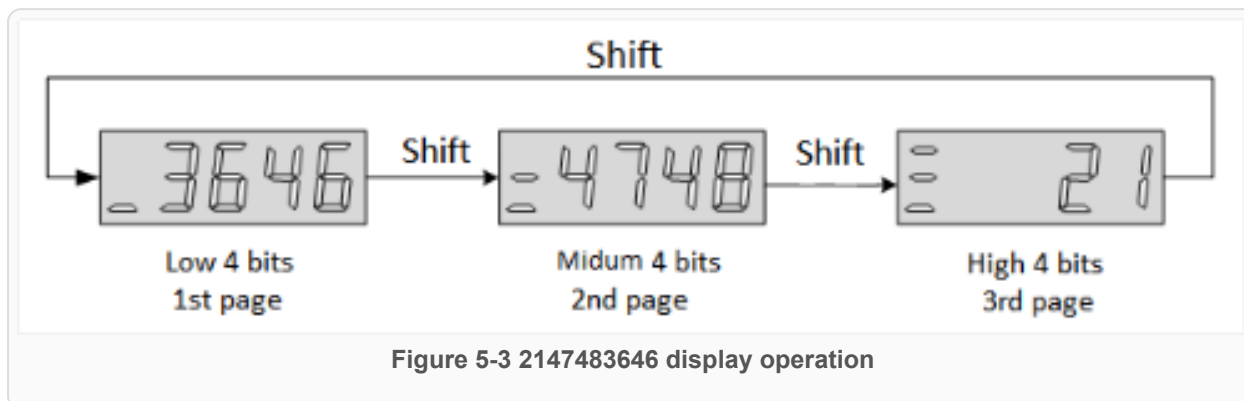 Shift
_3646
Shift
4748
Shift
21
Low 4 bits
1st page
Midum 4 bits
2nd page
High 4 bits
3rd page
Figure 5-3 2147483646 display operation